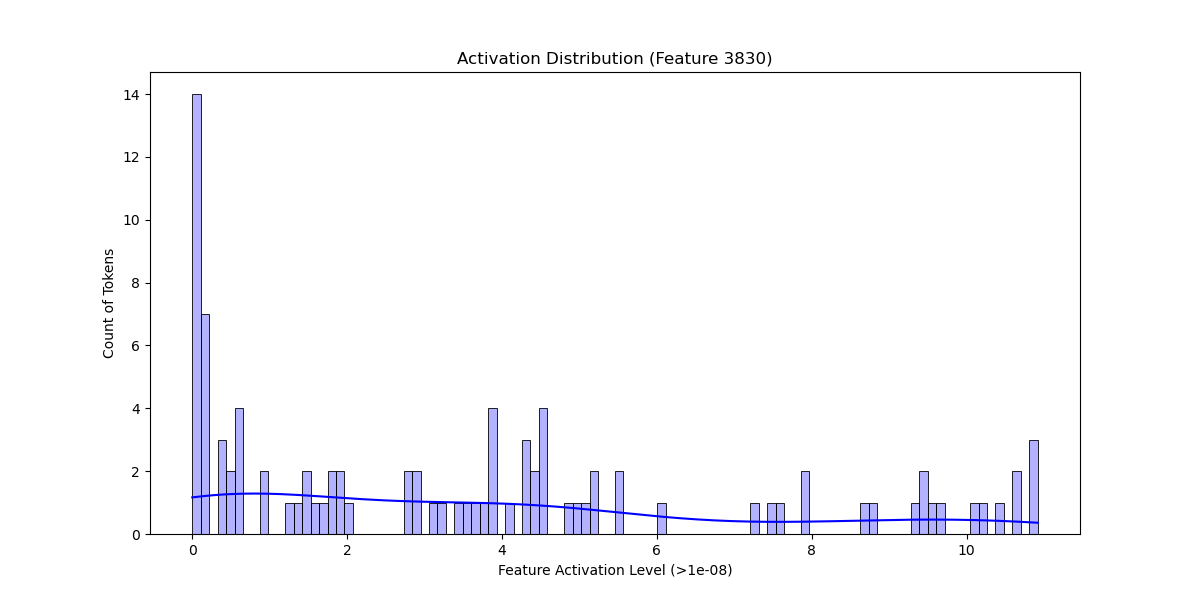 Activation Distribution (Feature 3830)
14
12
10
8
6
4
2
0
Count of Tokens
0 2 4 6 8 10
Feature Activation Level (>1e-08)